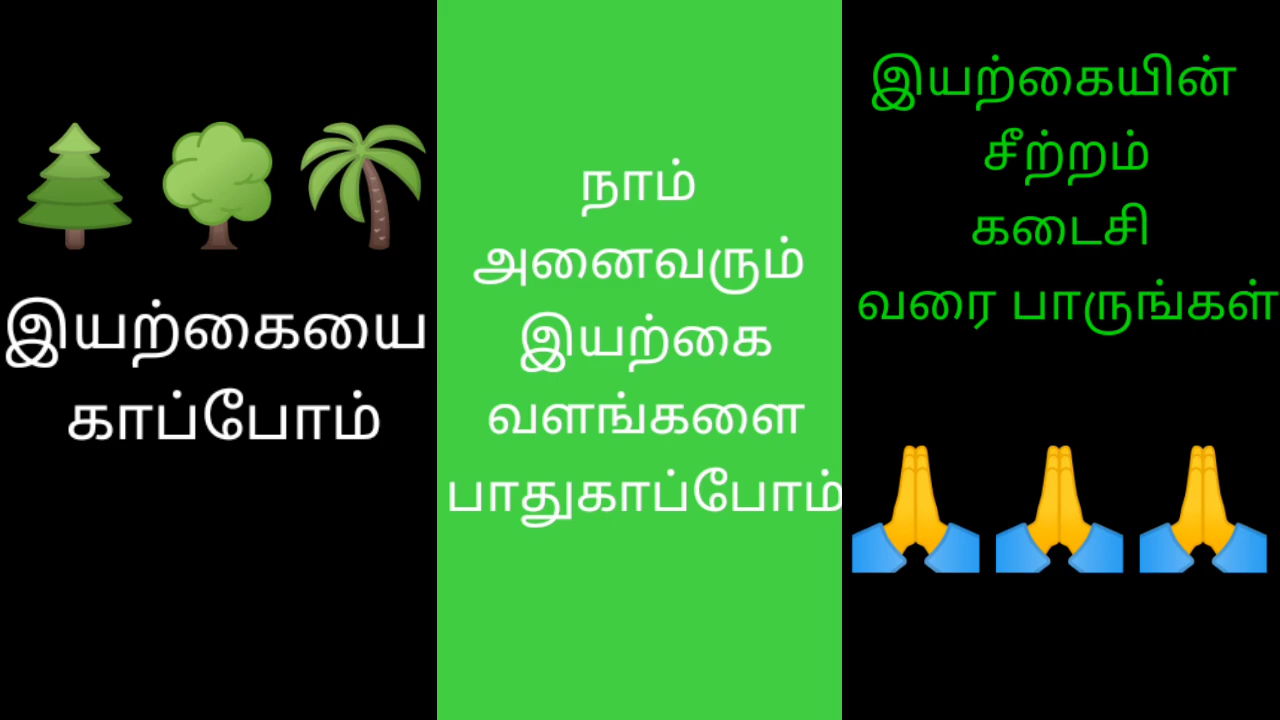 இயற்கையை
காப்போம்
நாம்
அனைவரும்
இயற்கை
வளங்களை
பாதுகாப்போம்
இயற்கையின்
சீற்றம்
கடைசி
வரை பாருங்கள்